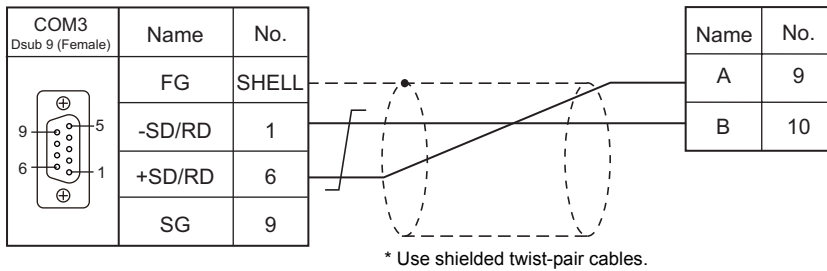 COM3
Dsub 9 (Female)
Name No.
FG SHELL
-SD/RD 1
+SD/RD 6
SG 9
5
9
6
1
Name No.
A 9
B 10
* Use shielded twist-pair cables.